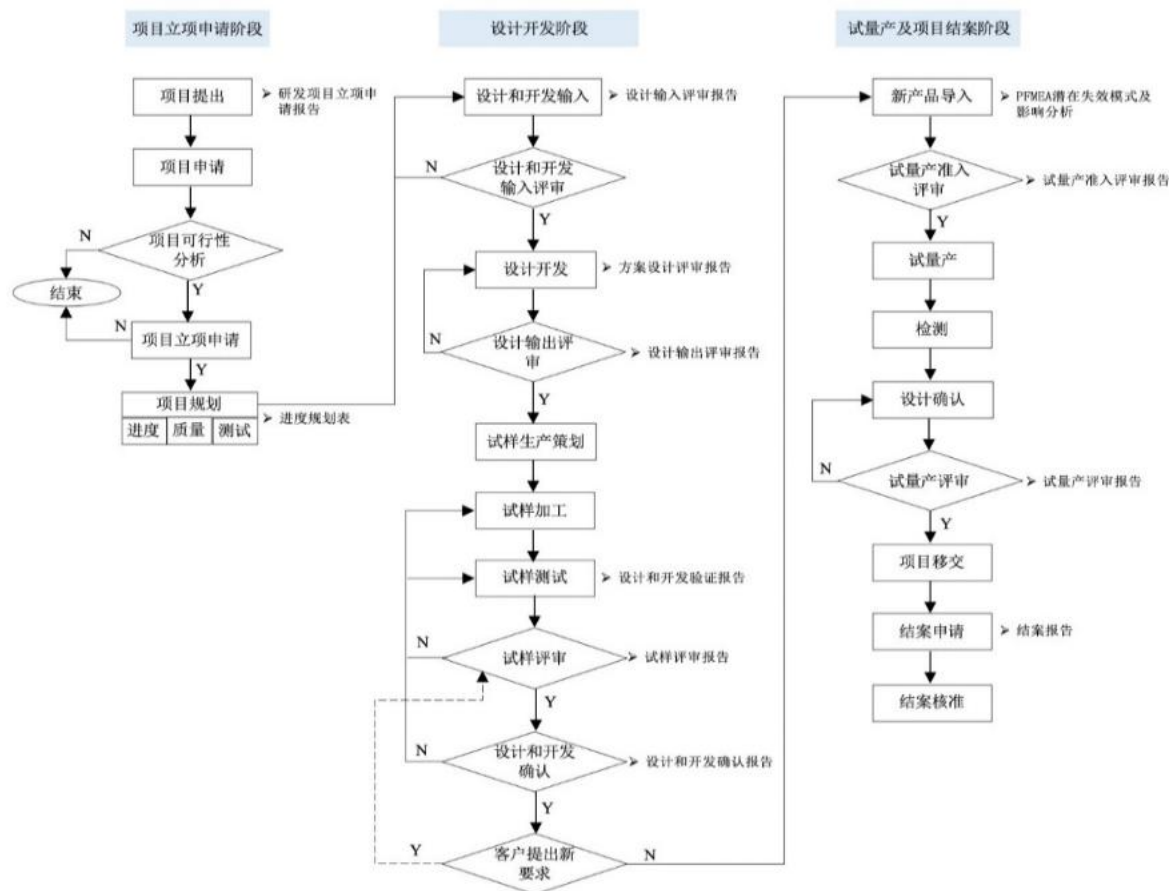 项目立项申请阶段
项目提出
研发项目立项申
请报告
项目申请
N
项目可行性
分析
结束
Y
N
项目立项申请
Y
项目规划
进度 质量 测试
进度规划表
设计开发阶段
设计和开发输入
设计输入评审报告
N
设计和开发
输入评审
Y
设计开发
方案设计评审报告
N
设计输出评
审
设计输出评审报告
Y
试样生产策划
试样加工
试样测试
设计和开发验证报告
N
试样评审
试样评审报告
Y
N
设计和开发
确认
设计和开发确认报告
Y
Y
客户提出新
要求
N
试量产及项目结案阶段
新产品导入
PFMEA潜在失效模式及
影响分析
试量产准入
评审
试量产准入评审报告
Y
试量产
检测
设计确认
N
试量产评审
试量产评审报告
Y
项目移交
结案申请
结案报告
结案核准